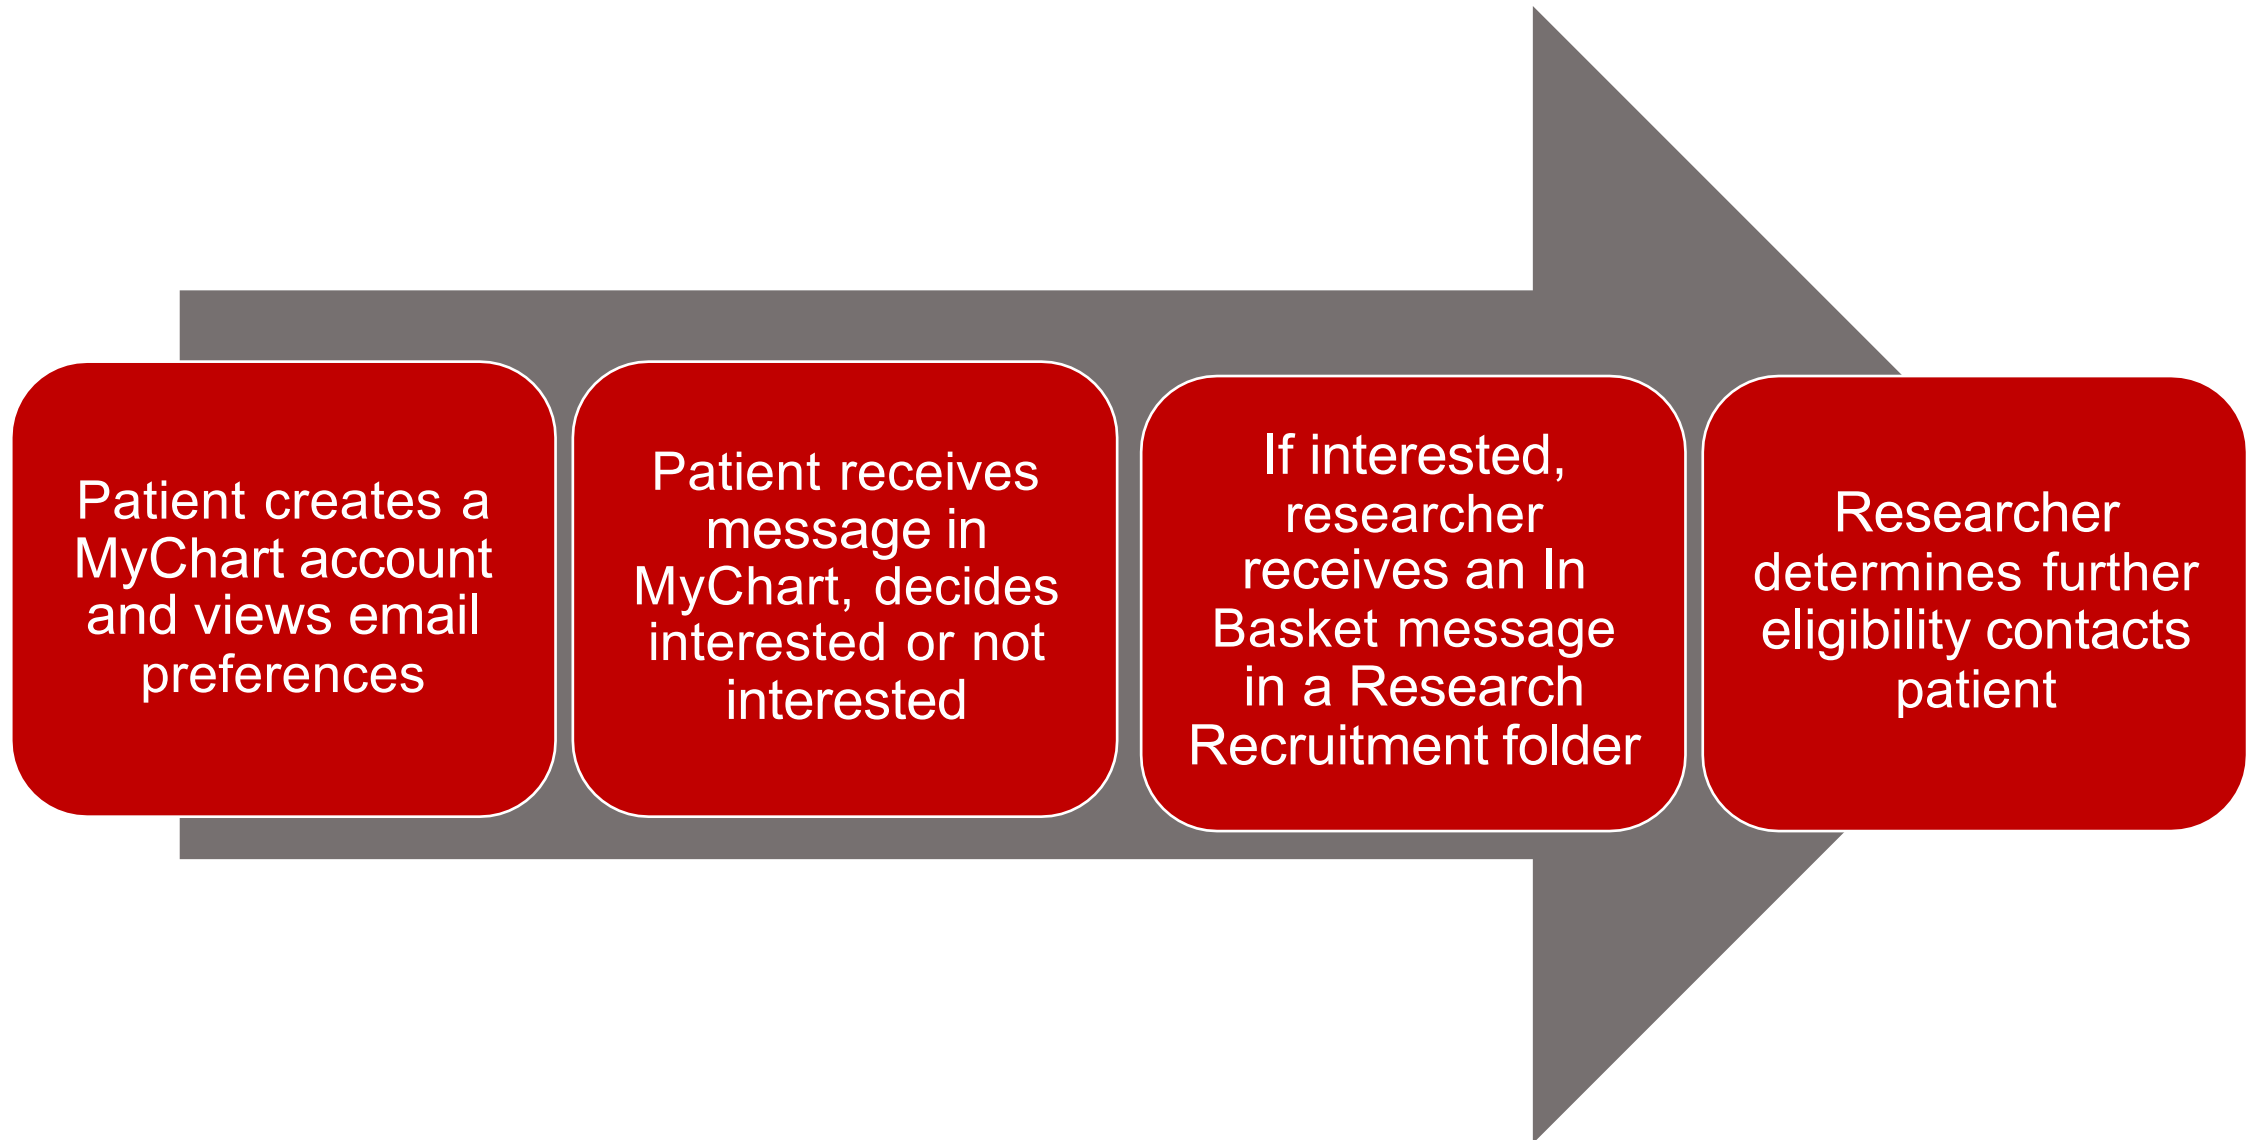 Patient creates a
MyChart account
and views email
preferences
Patient receives
message in
MyChart, decides
interested or not
interested
If interested,
researcher
receives an In
Basket message
in a Research
Recruitment folder
Researcher
determines further
eligibility contacts
patient